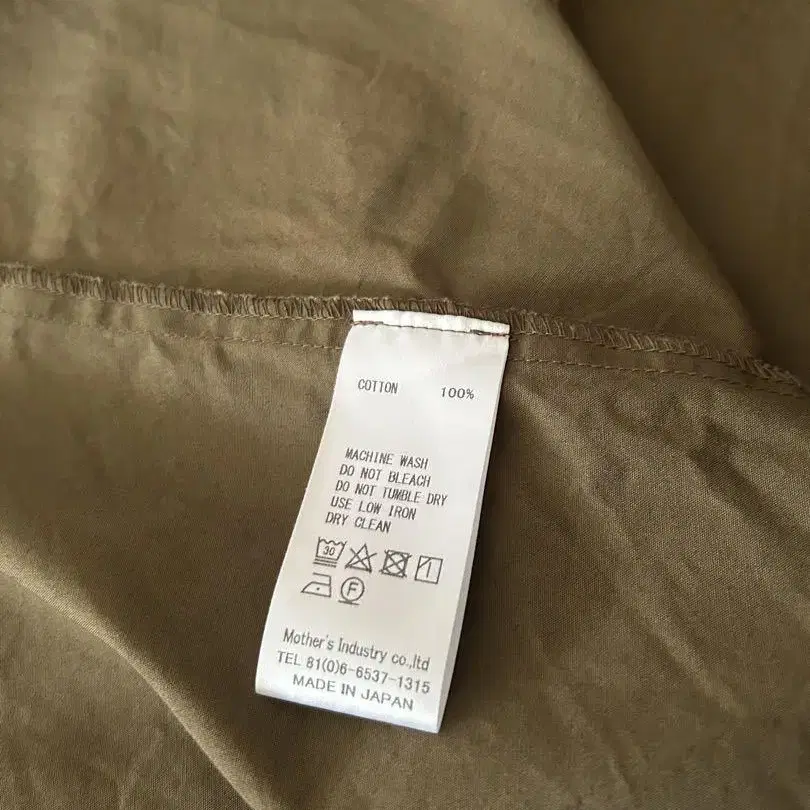 COTTON 100%
MACHINE WASH
DO NOT BLEACH
DO NOT TUMBLE DRY
USE LOW IRON
DRY CLEAN
30
F
Mother's Industry co.,ltd
TEL 81(0)6-6537-1315
MADE IN JAPAN